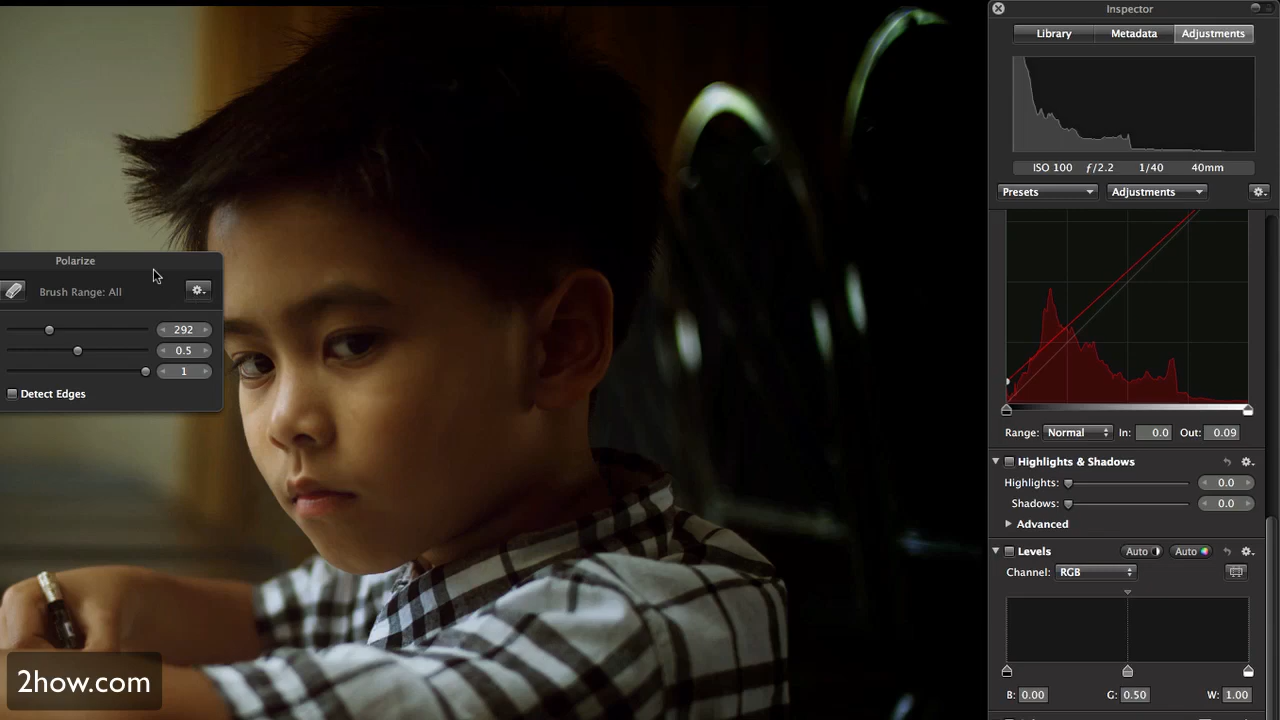 Inspector
Library Metadata Adjustments
ISO 100 ƒ/2.2 1/40 40mm
Presets Adjustments
Polarize
Brush Range: All
292
0.5
1
Detect Edges
Range: Normal In: 0.0 Out: 0.09
Highlights & Shadows
Highlights: 0.0
Shadows: 0.0
Advanced
Levels Auto Auto
Channel: RGB
B: 0.00 G: 0.50 W: 1.00
2how.com